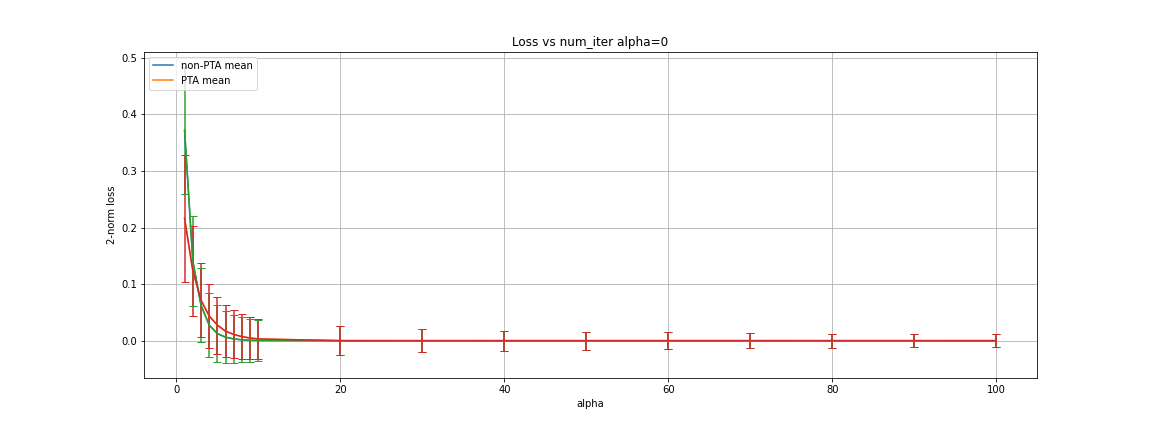 Loss vs num_iter alpha=0
0.5
non-PTA mean
PTA mean
0.4
0.3
2-norm loss
0.2
0.1
0.0
0 20 40 60 80 100
alpha